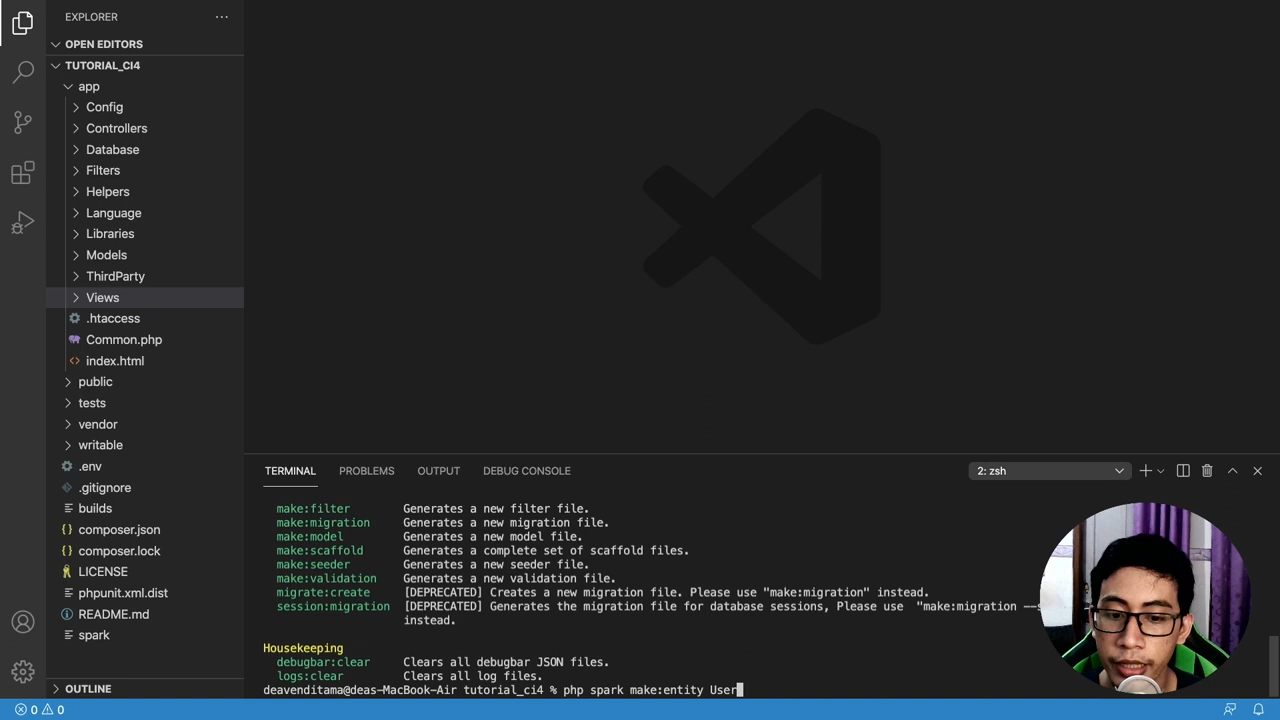 EXPLORER
OPEN EDITORS
TUTORIAL_CI4
app
Config
Controllers
Database
Filters
Helpers
Language
Libraries
Models
ThirdParty
Views
.htaccess
Common.php
index.html
public
tests
vendor
writable
.env
.gitignore
builds
composer.json
composer.lock
LICENSE
phpunit.xml.dist
README.md
spark
OUTLINE
0 0
TERMINAL PROBLEMS OUTPUT DEBUG CONSOLE 2: zsh
make:filter Generates a new filter file.
make:migration Generates a new migration file.
make:model Generates a new model file.
make:scaffold Generates a complete set of scaffold files.
make:seeder Generates a new seeder file.
make:validation Generates a new validation file.
migrate:create [DEPRECATED] Creates a new migration file. Please use "make:migration" instead.
session:migration [DEPRECATED] Generates the migration file for database sessions, Please use "make:migration
instead.
Housekeeping
debugbar:clear Clears all debugbar JSON files.
logs:clear Clears all log files.
deavenditama@deas-MacBook-Air tutorial_ci4 % php spark make:entity User